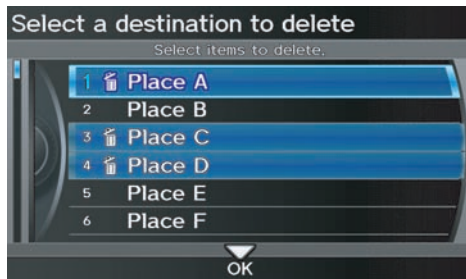 Select a destination to delete
Select items to delete.
1 Place A
2 Place B
3 Place C
4 Place D
5 Place E
6 Place F
OK